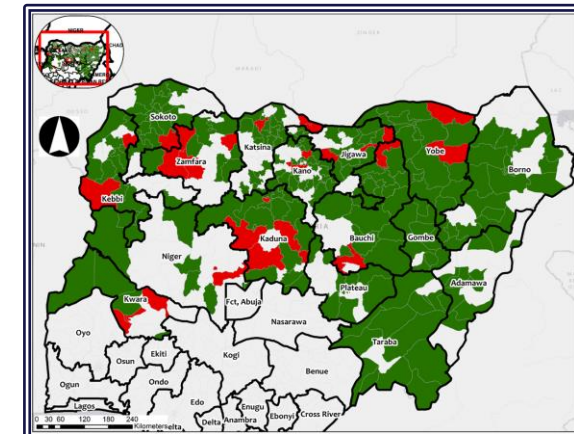 NIGER
CHAD
Sokoto
Katsina
Zamfara
Jigawa
Yobe
Kano
Borno
Kebbi
Kaduna
Bauchi
Gombe
Niger
Adamawa
Plateau
Kwara
Fct, Abuja
Nasarawa
Taraba
Oyo
Osun
Ekiti
Kogi
Benue
Ogun
Ondo
Lagos
Edo
Enugu
Delta
Anambra
Ebonyi
Cross River
0 30 60 120 180 240
Kilometers